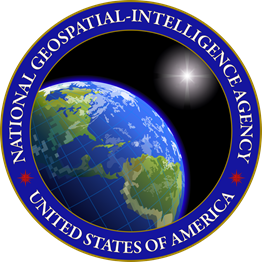 NATIONAL GEOSPATIAL-INTELLIGENCE AGENCY
UNITED STATES OF AMERICA